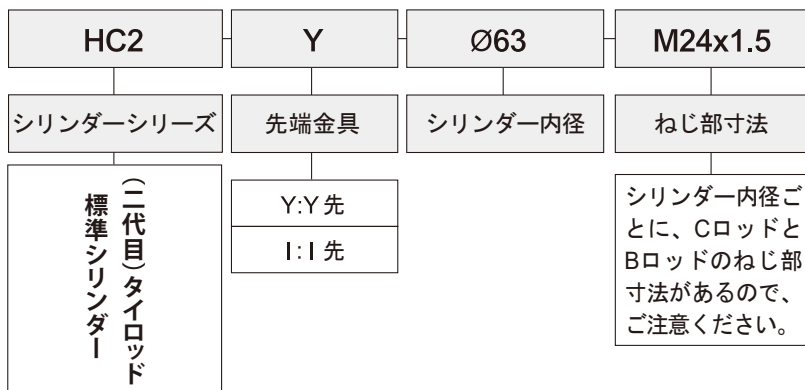 HC2 - Y - Ø63 - M24x1.5
シリンダーシリーズ 先端金具 シリンダー内径 ねじ部寸法
(二代目)タイロッド
標準シリンダー
Y:Y 先
I:I 先
シリンダー内径ご
とに、Cロッドと
Bロッドのねじ部
寸法があるので、
ご注意ください。